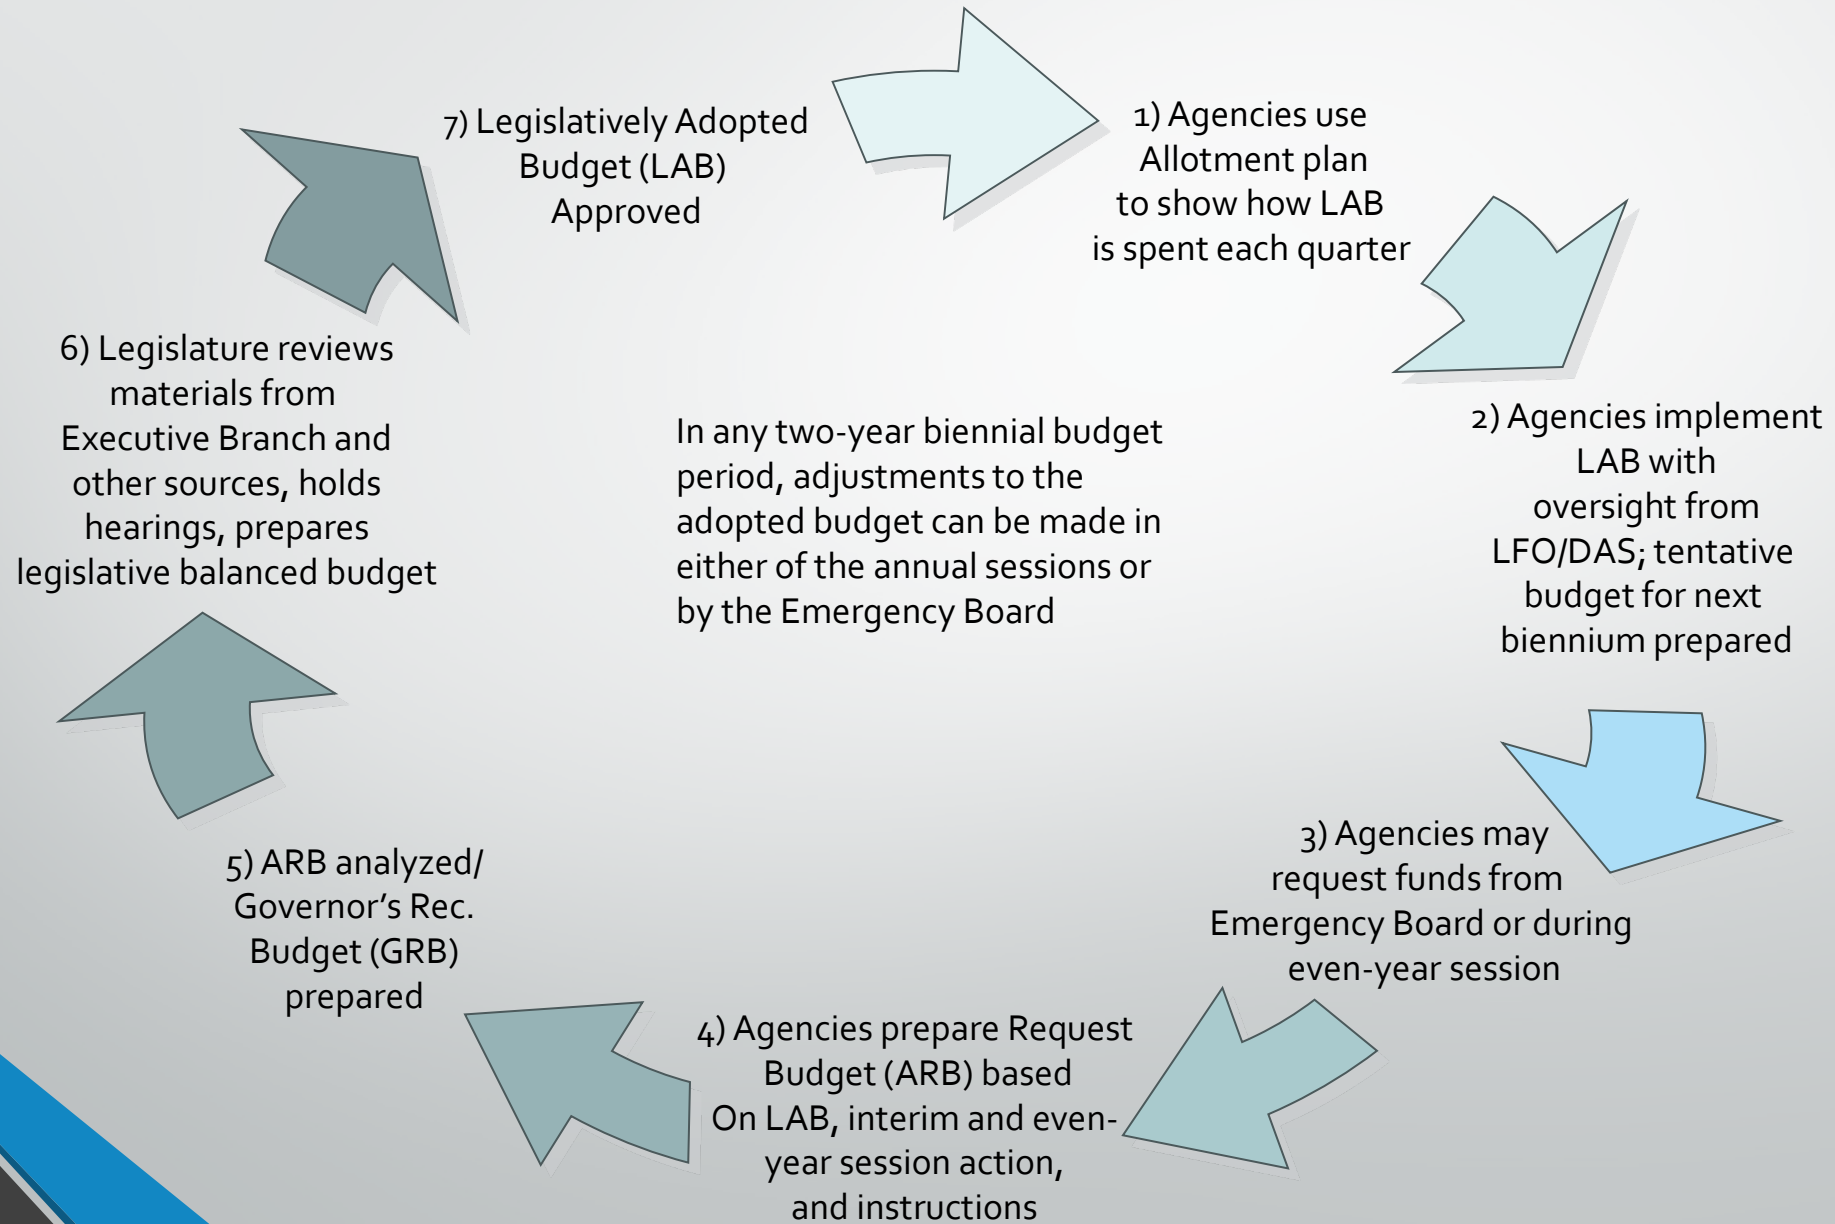 7) Legislatively Adopted
Budget (LAB)
Approved
1) Agencies use
Allotment plan
to show how LAB
is spent each quarter
2) Agencies implement
LAB with
oversight from
LFO/DAS; tentative
budget for next
biennium prepared
3) Agencies may
request funds from
Emergency Board or during
even-year session
4) Agencies prepare Request
Budget (ARB) based
On LAB, interim and even-
year session action,
and instructions
5) ARB analyzed/
Governor’s Rec.
Budget (GRB)
prepared
6) Legislature reviews
materials from
Executive Branch and
other sources, holds
hearings, prepares
legislative balanced budget
In any two-year biennial budget
period, adjustments to the
adopted budget can be made in
either of the annual sessions or
by the Emergency Board